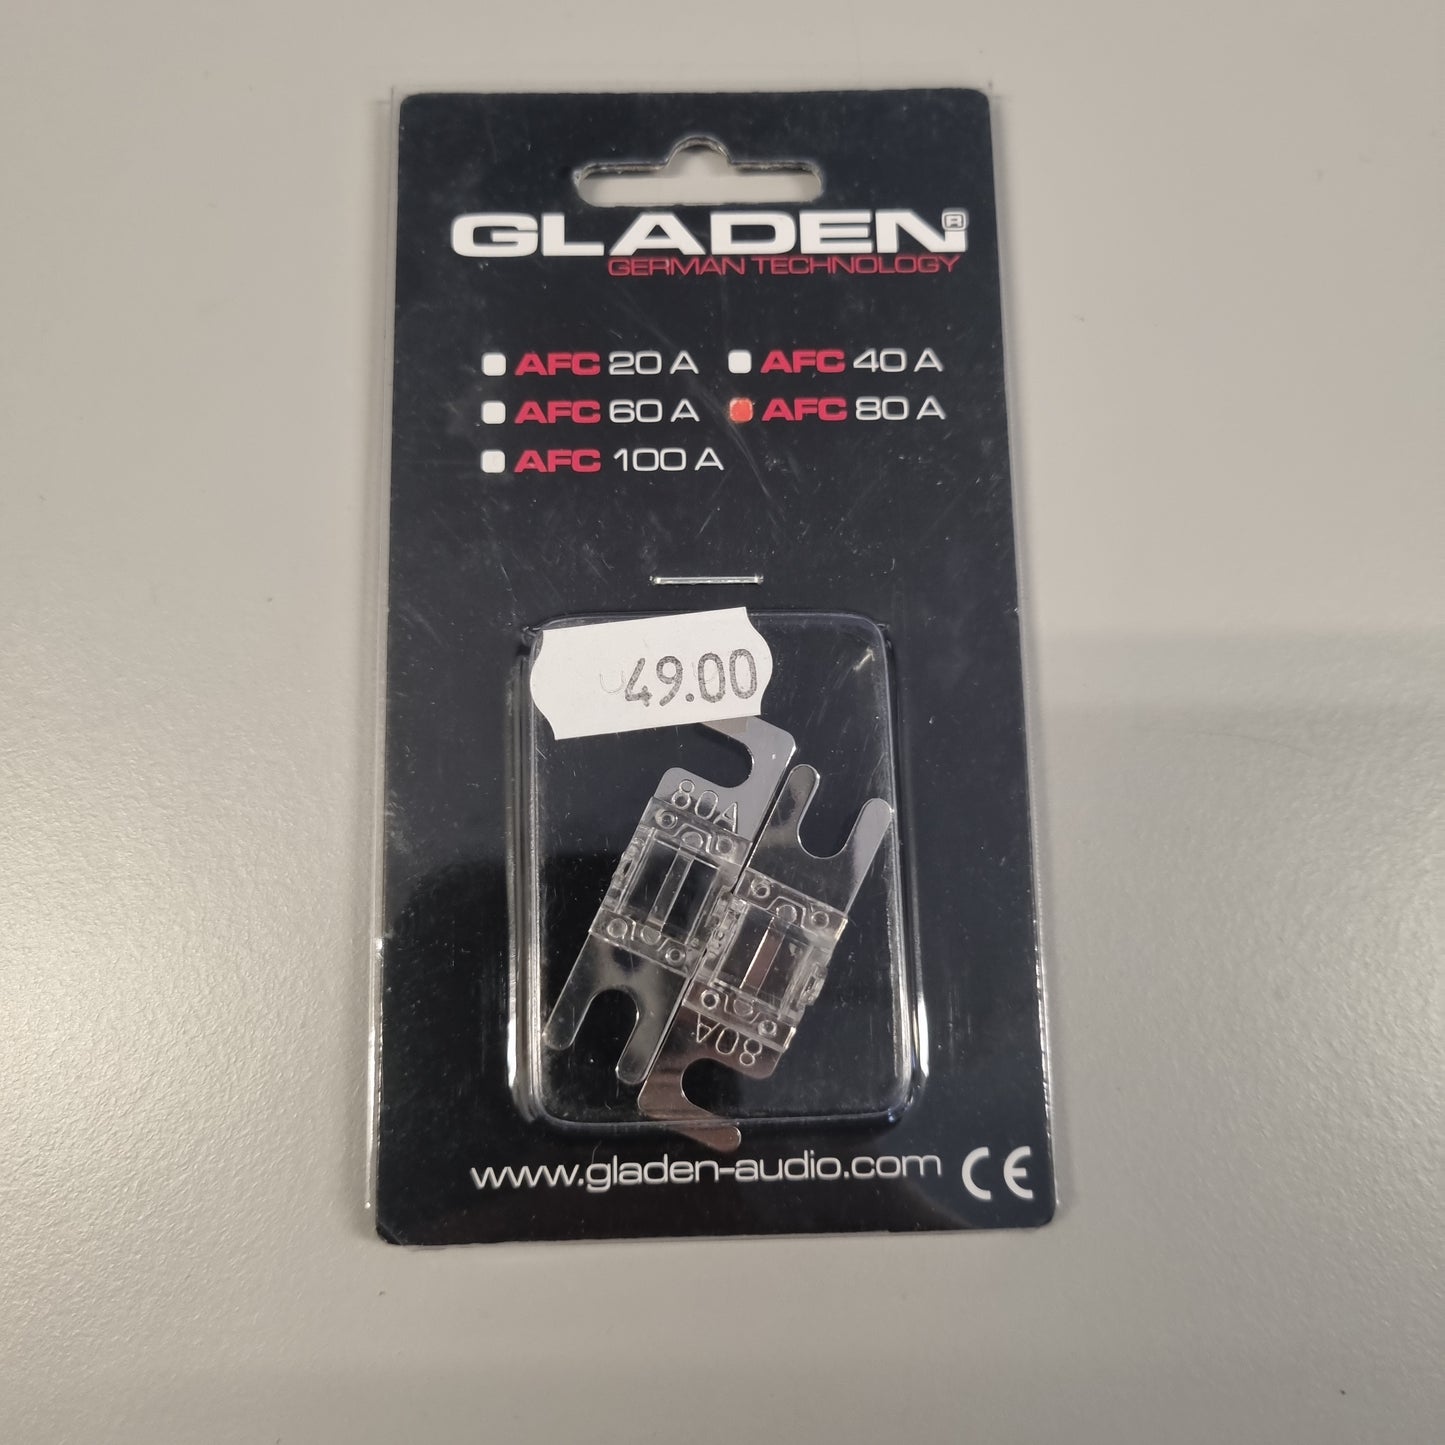 GLADEN®
GERMAN TECHNOLOGY
AFC 20 A AFC 40 A
AFC 60 A AFC 80 A
AFC 100 A
49.00
80A
80A
www.gladen-audio.com CE